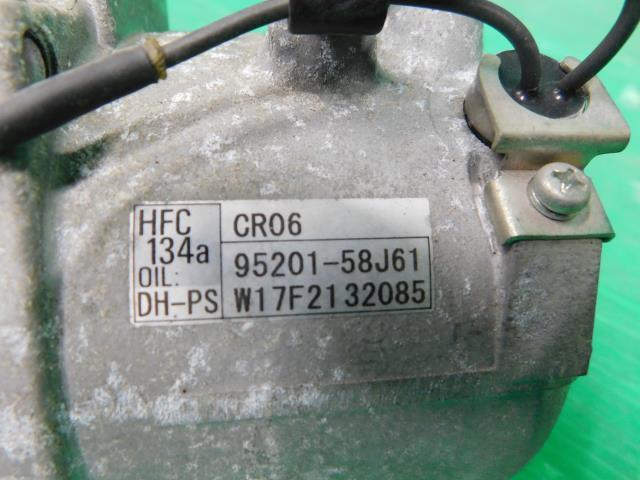 HFC
134a
OIL:
DH-PS
CR06
95201-58J61
W17F2132085